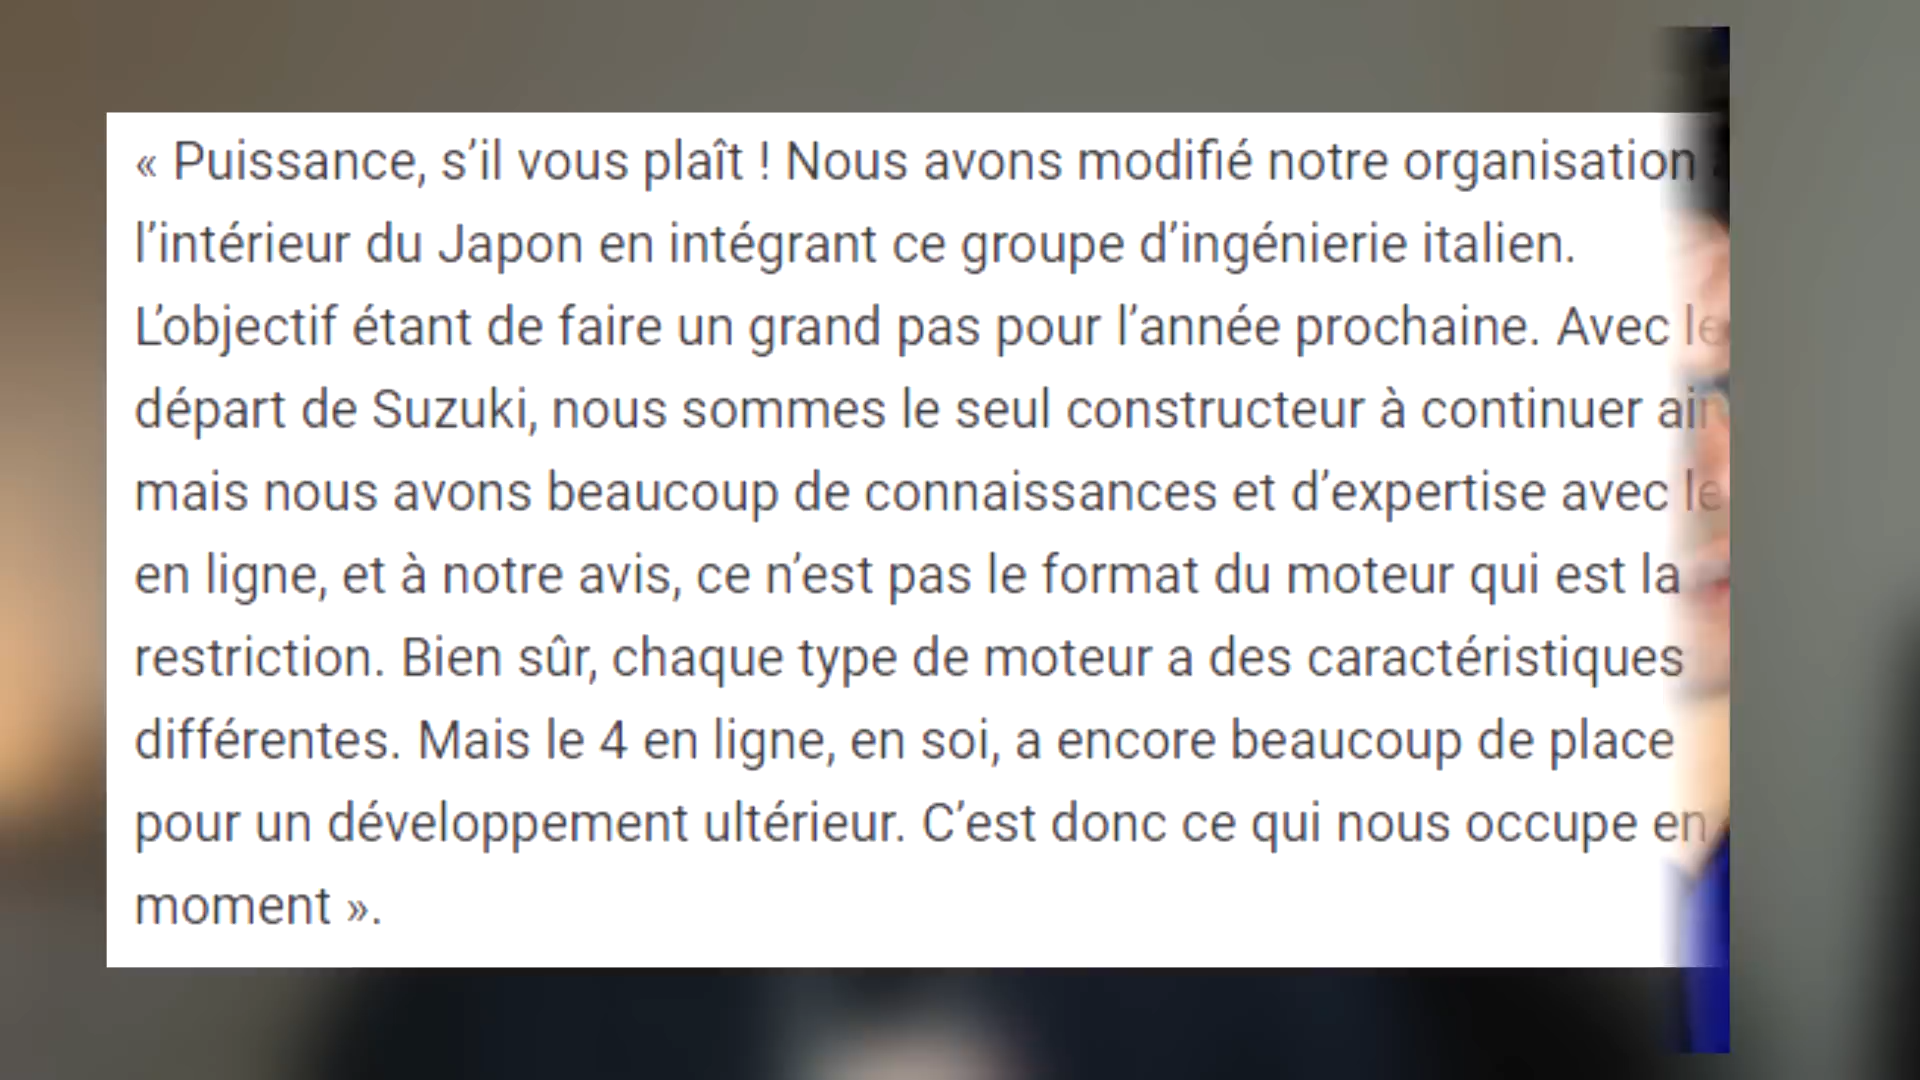 « Puissance, s’il vous plaît ! Nous avons modifié notre organisation
l’intérieur du Japon en intégrant ce groupe d’ingénierie italien.
L’objectif étant de faire un grand pas pour l’année prochaine. Avec le
départ de Suzuki, nous sommes le seul constructeur à continuer
mais nous avons beaucoup de connaissances et d’expertise avec le
en ligne, et à notre avis, ce n’est pas le format du moteur qui est la
restriction. Bien sûr, chaque type de moteur a des caractéristiques
différentes. Mais le 4 en ligne, en soi, a encore beaucoup de place
pour un développement ultérieur. C’est donc ce qui nous occupe en
moment ».